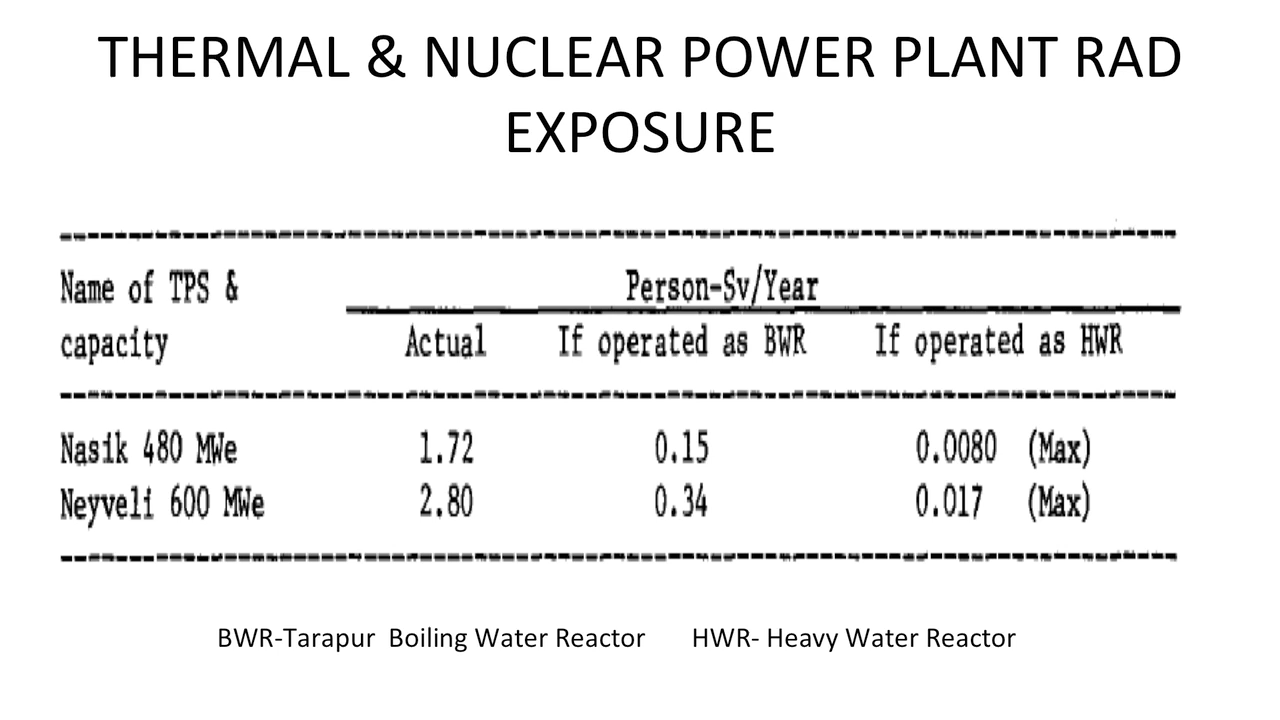 THERMAL & NUCLEAR POWER PLANT RAD
EXPOSURE
Name of TPS & Person-Sv/Year
capacity Actual If operated as BWR If operated as HWR
Nasik 480 MWe 1.72 0.15 0.0080 (Max)
Neyveli 600 MWe 2.80 0.34 0.017 (Max)
BWR-Tarapur Boiling Water Reactor HWR- Heavy Water Reactor